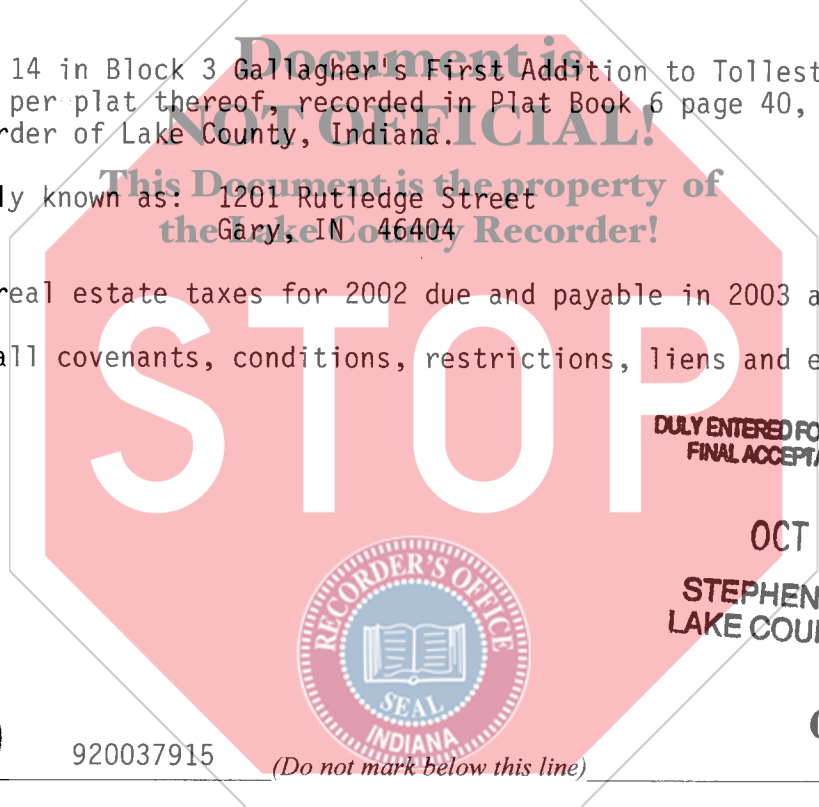 Document is
14 in Block 3 Gallagher's First Addition to Tollest
per plat thereof, recorded in Plat Book 6 page 40,
NOT OFFICIAL!
rder of Lake County, Indiana.
This Document is the property of
ly known as: 1201 Rutledge Street
the Lake County Recorder!
Gary, IN 46404
real estate taxes for 2002 due and payable in 2003 a
all covenants, conditions, restrictions, liens and e
STOP
DULY ENTERED FO
FINAL ACCEPTA
OCT
STEPHEN
LAKE COU
RECORDER'S OFFICE
SEAL
INDIANA
920037915
(Do not mark below this line)